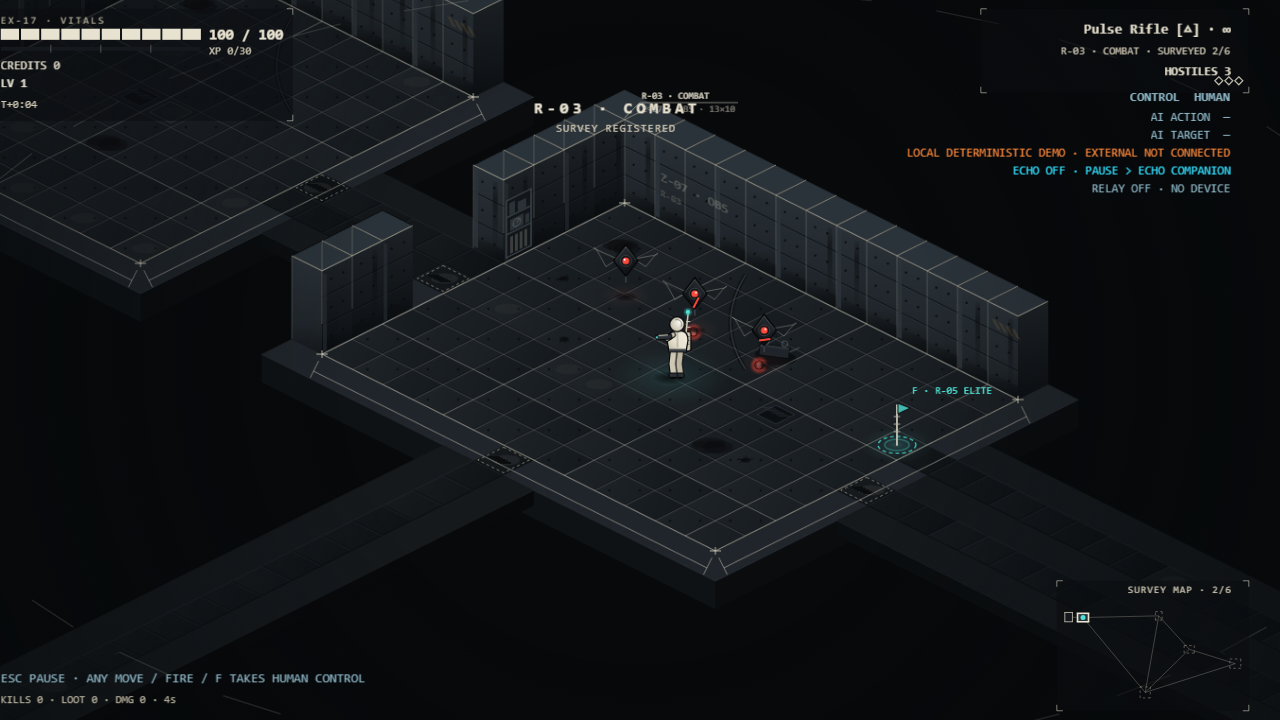 EX-17 · VITALS
100 / 100
XP 0/30
CREDITS 0
LV 1
T+0:04
Pulse Rifle [△] · ∞
R-03 · COMBAT · SURVEYED 2/6
HOSTILES 3
CONTROL HUMAN
AI ACTION —
AI TARGET —
LOCAL DETERMINISTIC DEMO · EXTERNAL NOT CONNECTED
ECHO OFF · PAUSE > ECHO COMPANION
RELAY OFF · NO DEVICE
R-03 · COMBAT
R-03 · COMBAT
· 13×10
SURVEY REGISTERED
Z-07 · OBS
R-03
F · R-05 ELITE
SURVEY MAP · 2/6
ESC PAUSE · ANY MOVE / FIRE / F TAKES HUMAN CONTROL
KILLS 0 · LOOT 0 · DMG 0 · 4s